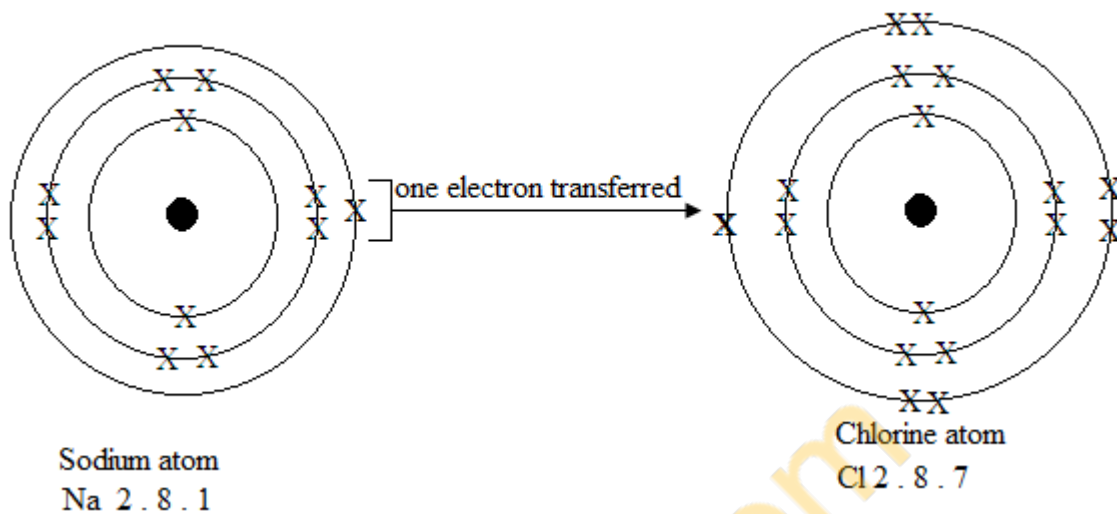 one electron transferred
Sodium atom
Na 2 . 8 . 1
Chlorine atom
Cl 2 . 8 . 7